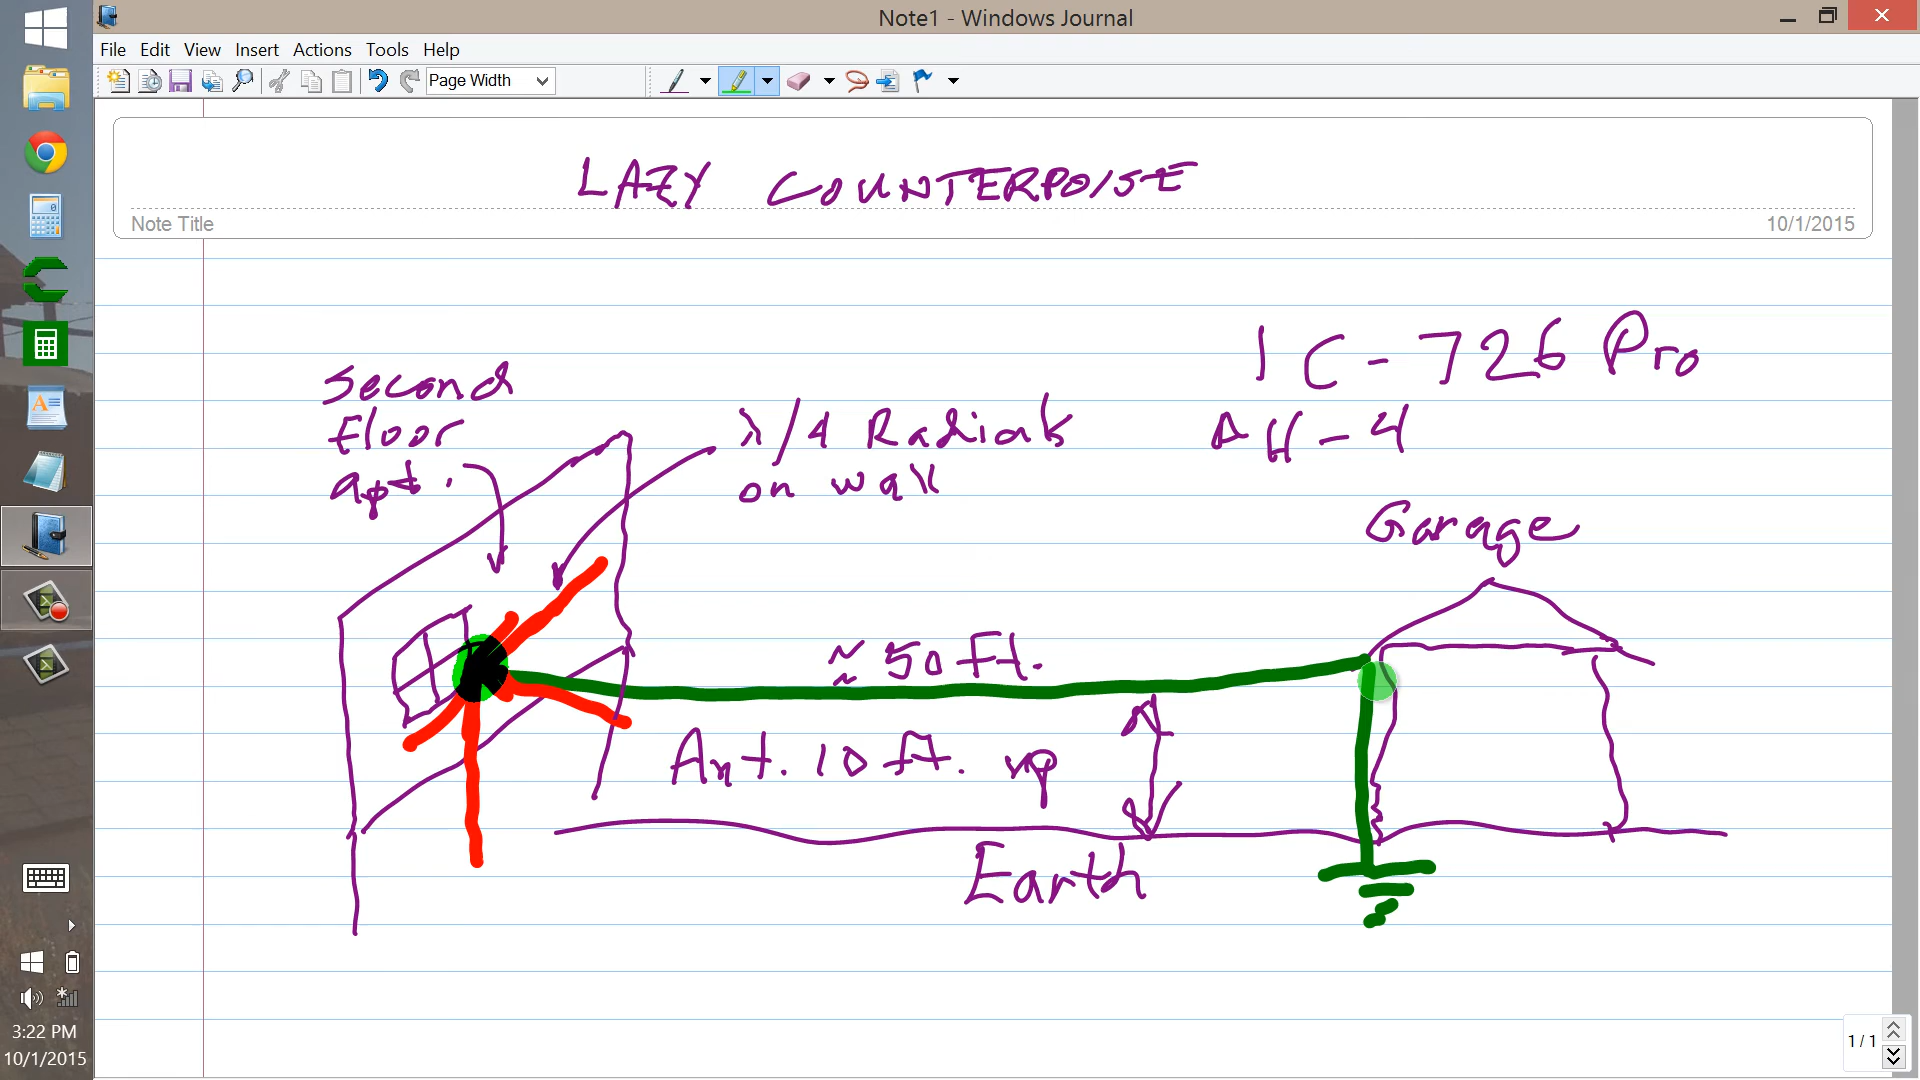 Note1 - Windows Journal
File Edit View Insert Actions Tools Help
Page Width
LAZY COUNTERPOISE
Note Title
10/1/2015
IC-726 Pro
AH-4
Second
Floor
apt.
λ/4 Radials
on wall
Garage
≈ 50 Ft.
Ant. 10 ft. up
Earth
3:22 PM
10/1/2015
1 / 1